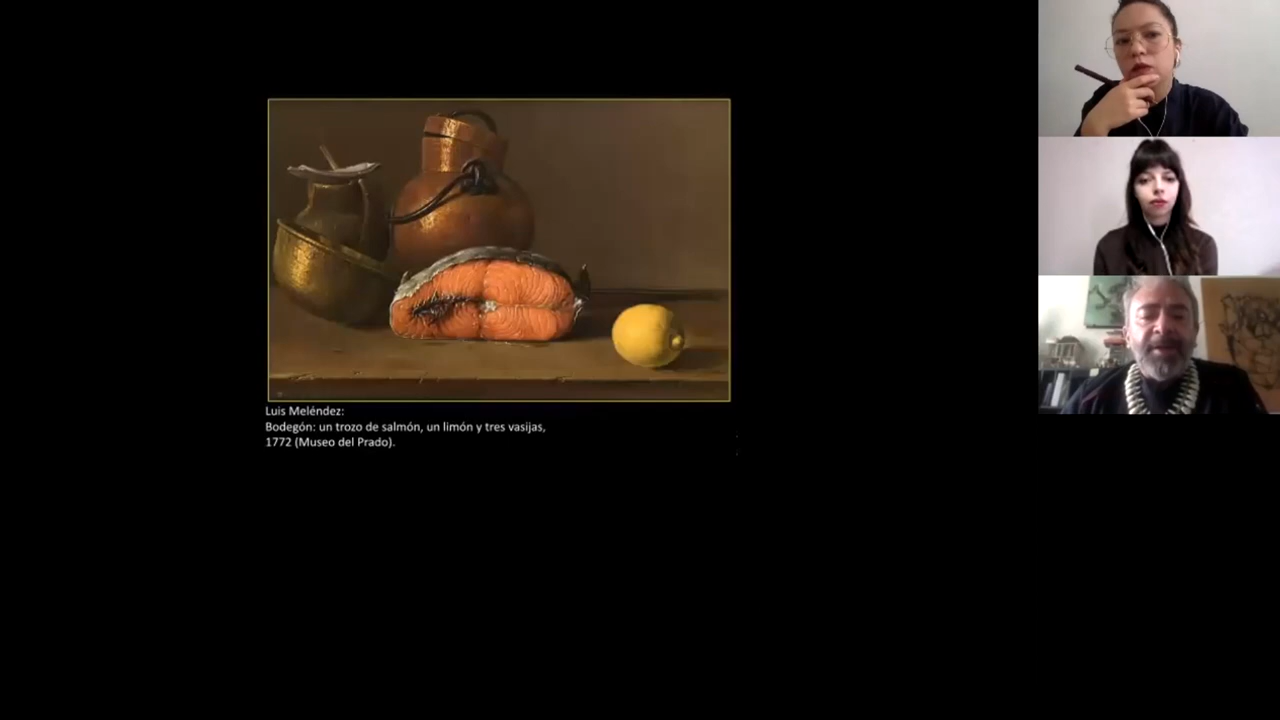 Luis Meléndez:
Bodegón: un trozo de salmón, un limón y tres vasijas,
1772 (Museo del Prado).